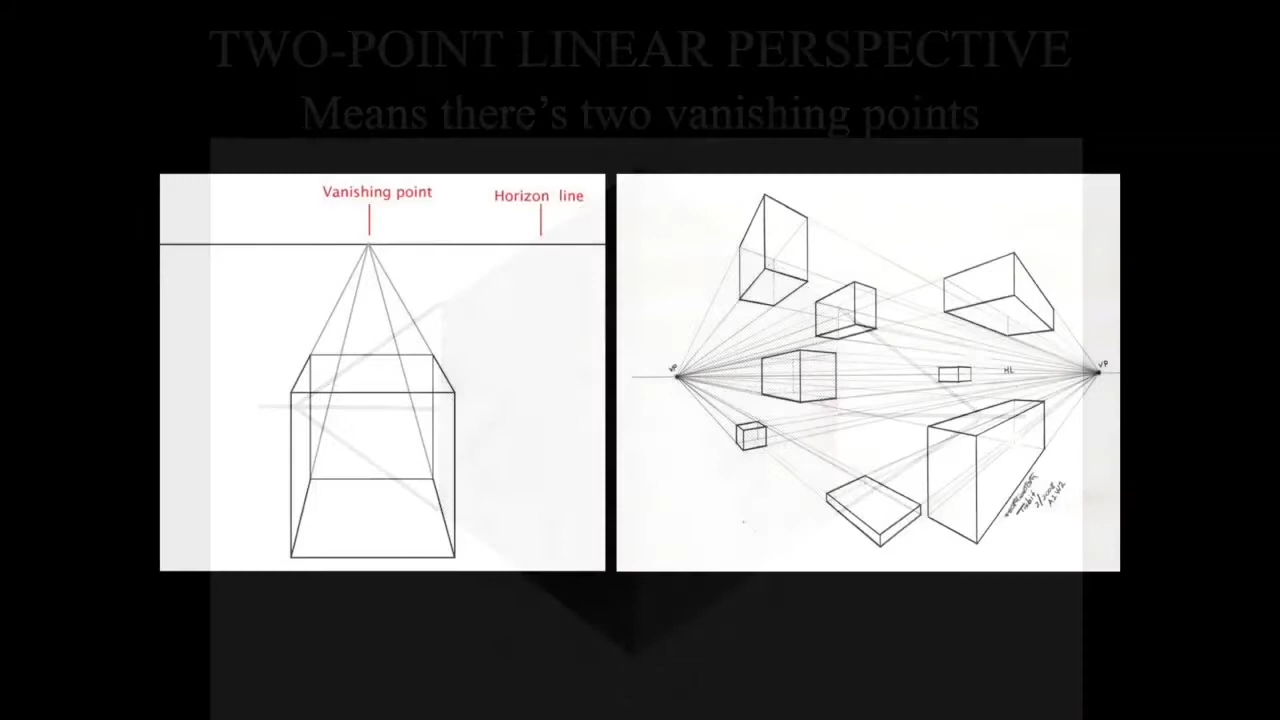 TWO-POINT LINEAR PERSPECTIVE
Means there's two vanishing points
Vanishing point
Horizon line
VP
HL
VP